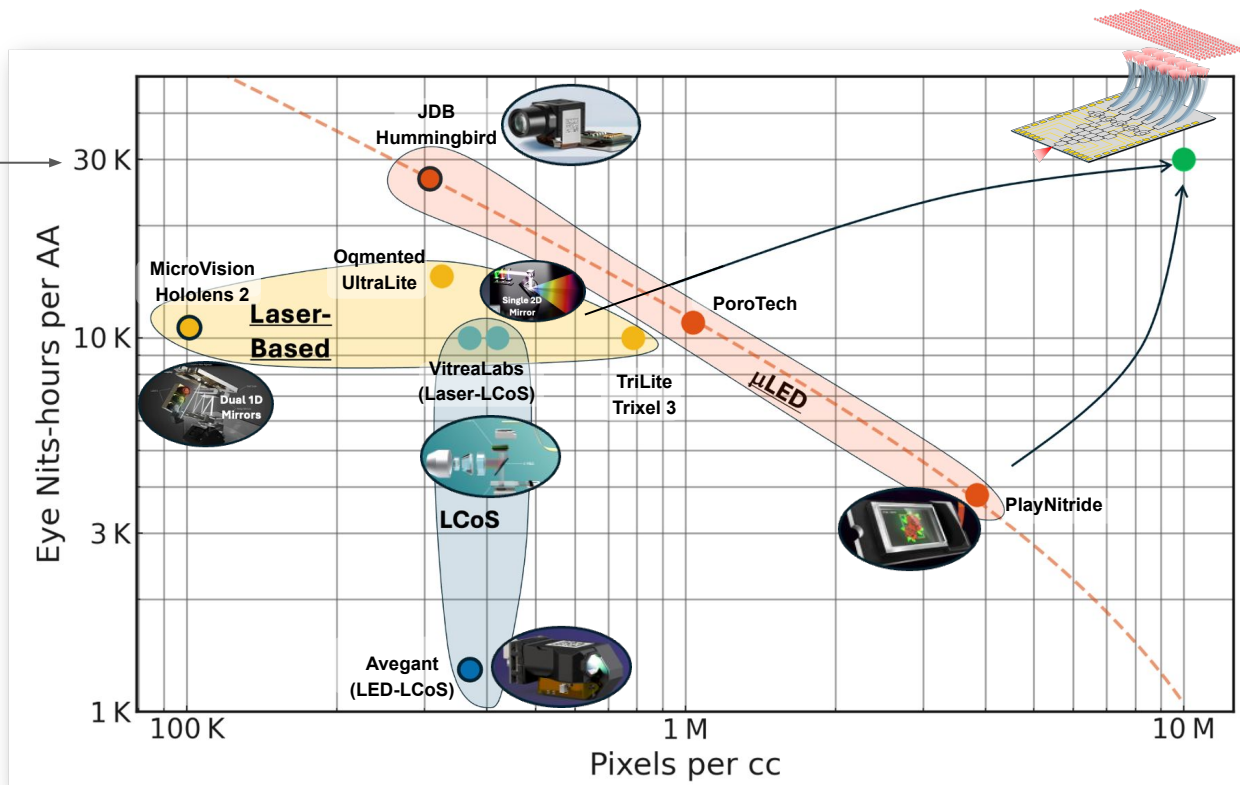 JDB
Hummingbird
30 K
MicroVision
Hololens 2
Oqmented
UltraLite
Single 2D
Mirror
Laser-
Based
PoroTech
10 K
VitreaLabs
(Laser-LCoS)
TriLite
Trixel 3
µLED
Dual 1D
Mirrors
Eye Nits-hours per AA
LCoS
PlayNitride
3 K
Avegant
(LED-LCoS)
1 K
100 K
1 M
10 M
Pixels per cc